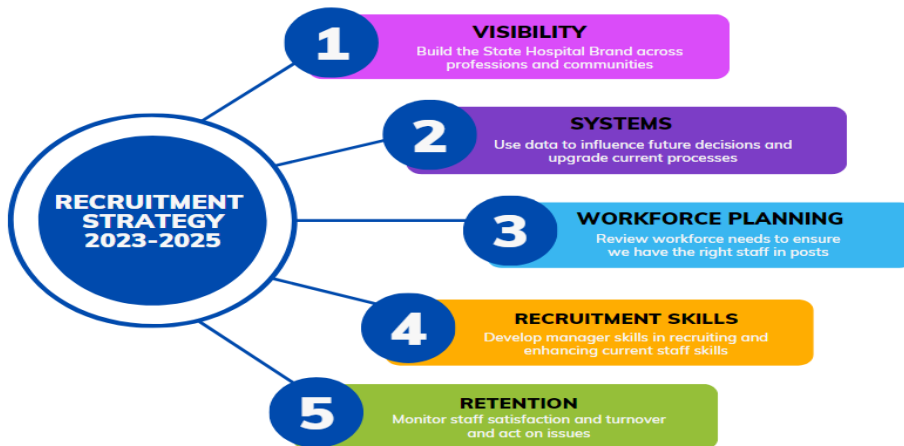 RECRUITMENT
STRATEGY
2023-2025
1
VISIBILITY
Build the State Hospital Brand across
professions and communities
2
SYSTEMS
Use data to influence future decisions and
upgrade current processes
3
WORKFORCE PLANNING
Review workforce needs to ensure
we have the right staff in posts
4
RECRUITMENT SKILLS
Develop manager skills in recruiting and
enhancing current staff skills
5
RETENTION
Monitor staff satisfaction and turnover
and act on issues